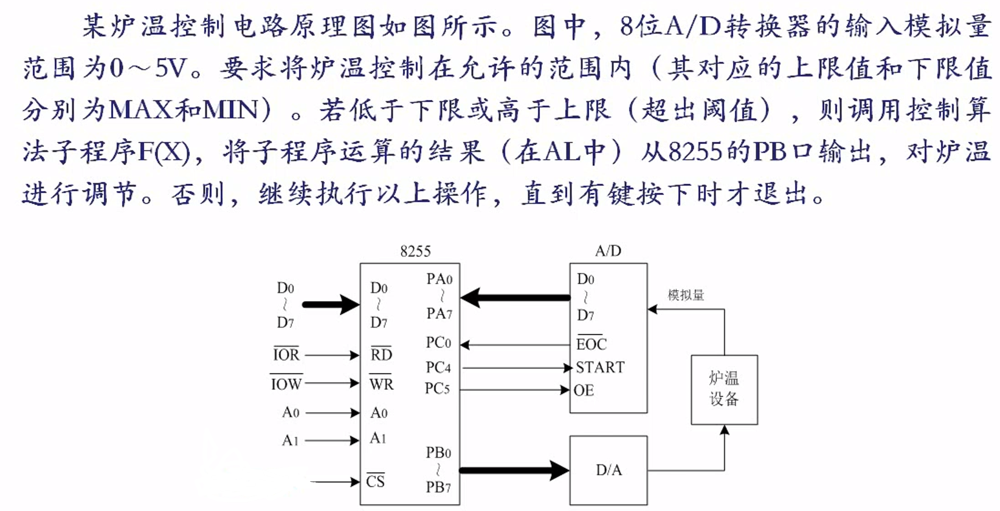 某炉温控制电路原理图如图所示。图中，8位A/D转换器的输入模拟量
范围为0～5V。要求将炉温控制在允许的范围内（其对应的上限值和下限值
分别为MAX和MIN）。若低于下限或高于上限（超出阈值），则调用控制算
法子程序F(X)，将子程序运算的结果（在AL中）从8255的PB口输出，对炉温
进行调节。否则，继续执行以上操作，直到有键按下时才退出。
8255
A/D
D0
~
D7
IOR
IOW
A0
A1
D0
~
D7
RD
WR
A0
A1
CS
PA0
~
PA7
PC0
PC4
PC5
PB0
~
PB7
D0
~
D7
EOC
START
OE
模拟量
炉温
设备
D/A